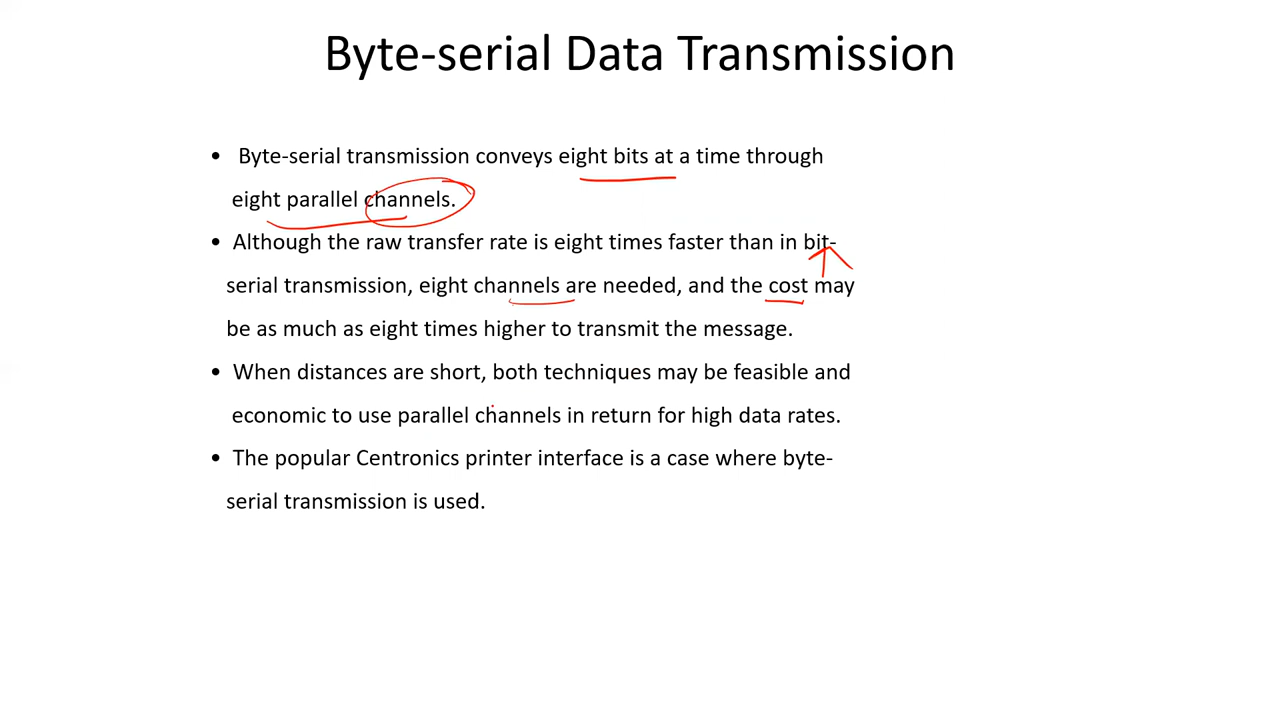 Byte-serial Data Transmission
• Byte-serial transmission conveys eight bits at a time through
eight parallel channels.
• Although the raw transfer rate is eight times faster than in bit-
serial transmission, eight channels are needed, and the cost may
be as much as eight times higher to transmit the message.
• When distances are short, both techniques may be feasible and
economic to use parallel channels in return for high data rates.
• The popular Centronics printer interface is a case where byte-
serial transmission is used.